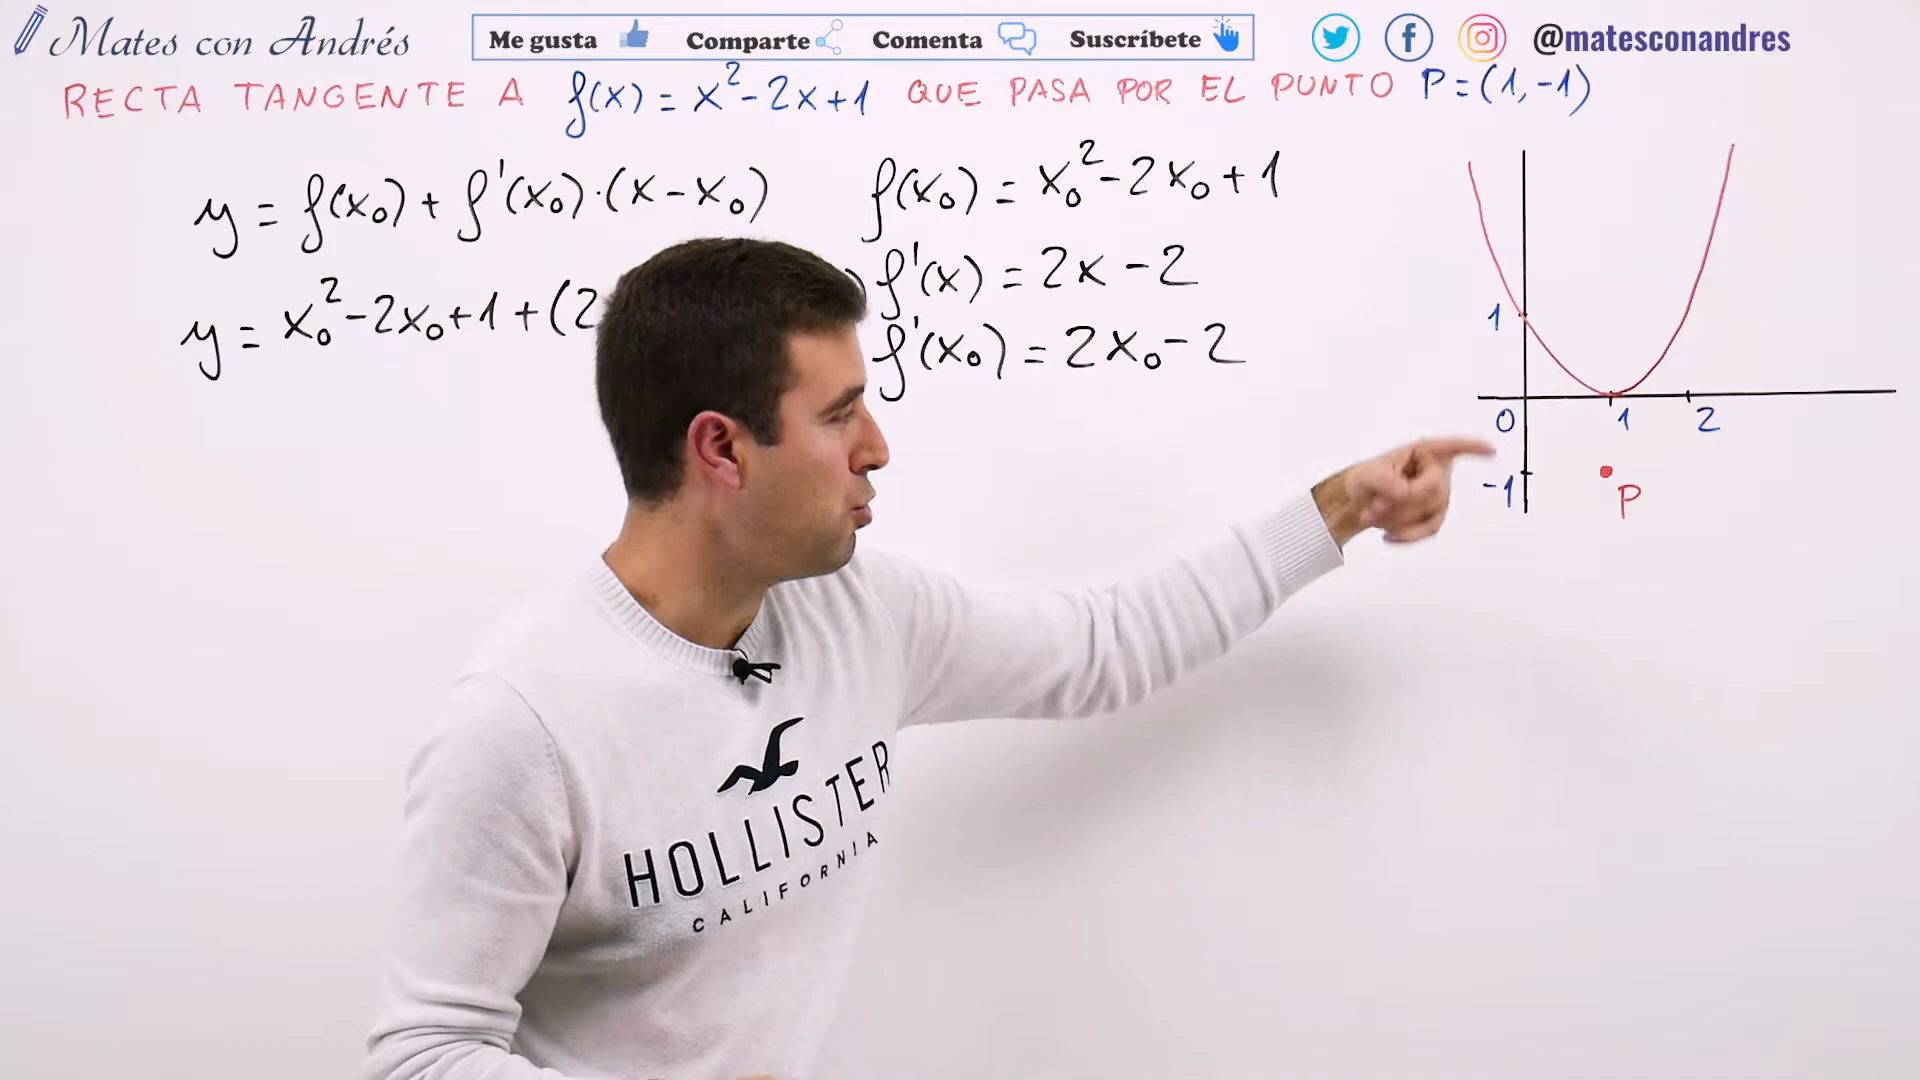 Mates con Andrés
Me gusta Comparte Comenta Suscríbete @matesconandres
RECTA TANGENTE A f(x) = x²-2x+1 QUE PASA POR EL PUNTO P=(1,-1)
y = f(x₀) + f'(x₀)·(x-x₀)
f(x₀) = x₀²-2x₀+1
f'(x) = 2x-2
y = x₀²-2x₀+1+(2
)
f'(x₀) = 2x₀-2
1
0 1 2
-1
P
HOLLISTER
CALIFORNIA